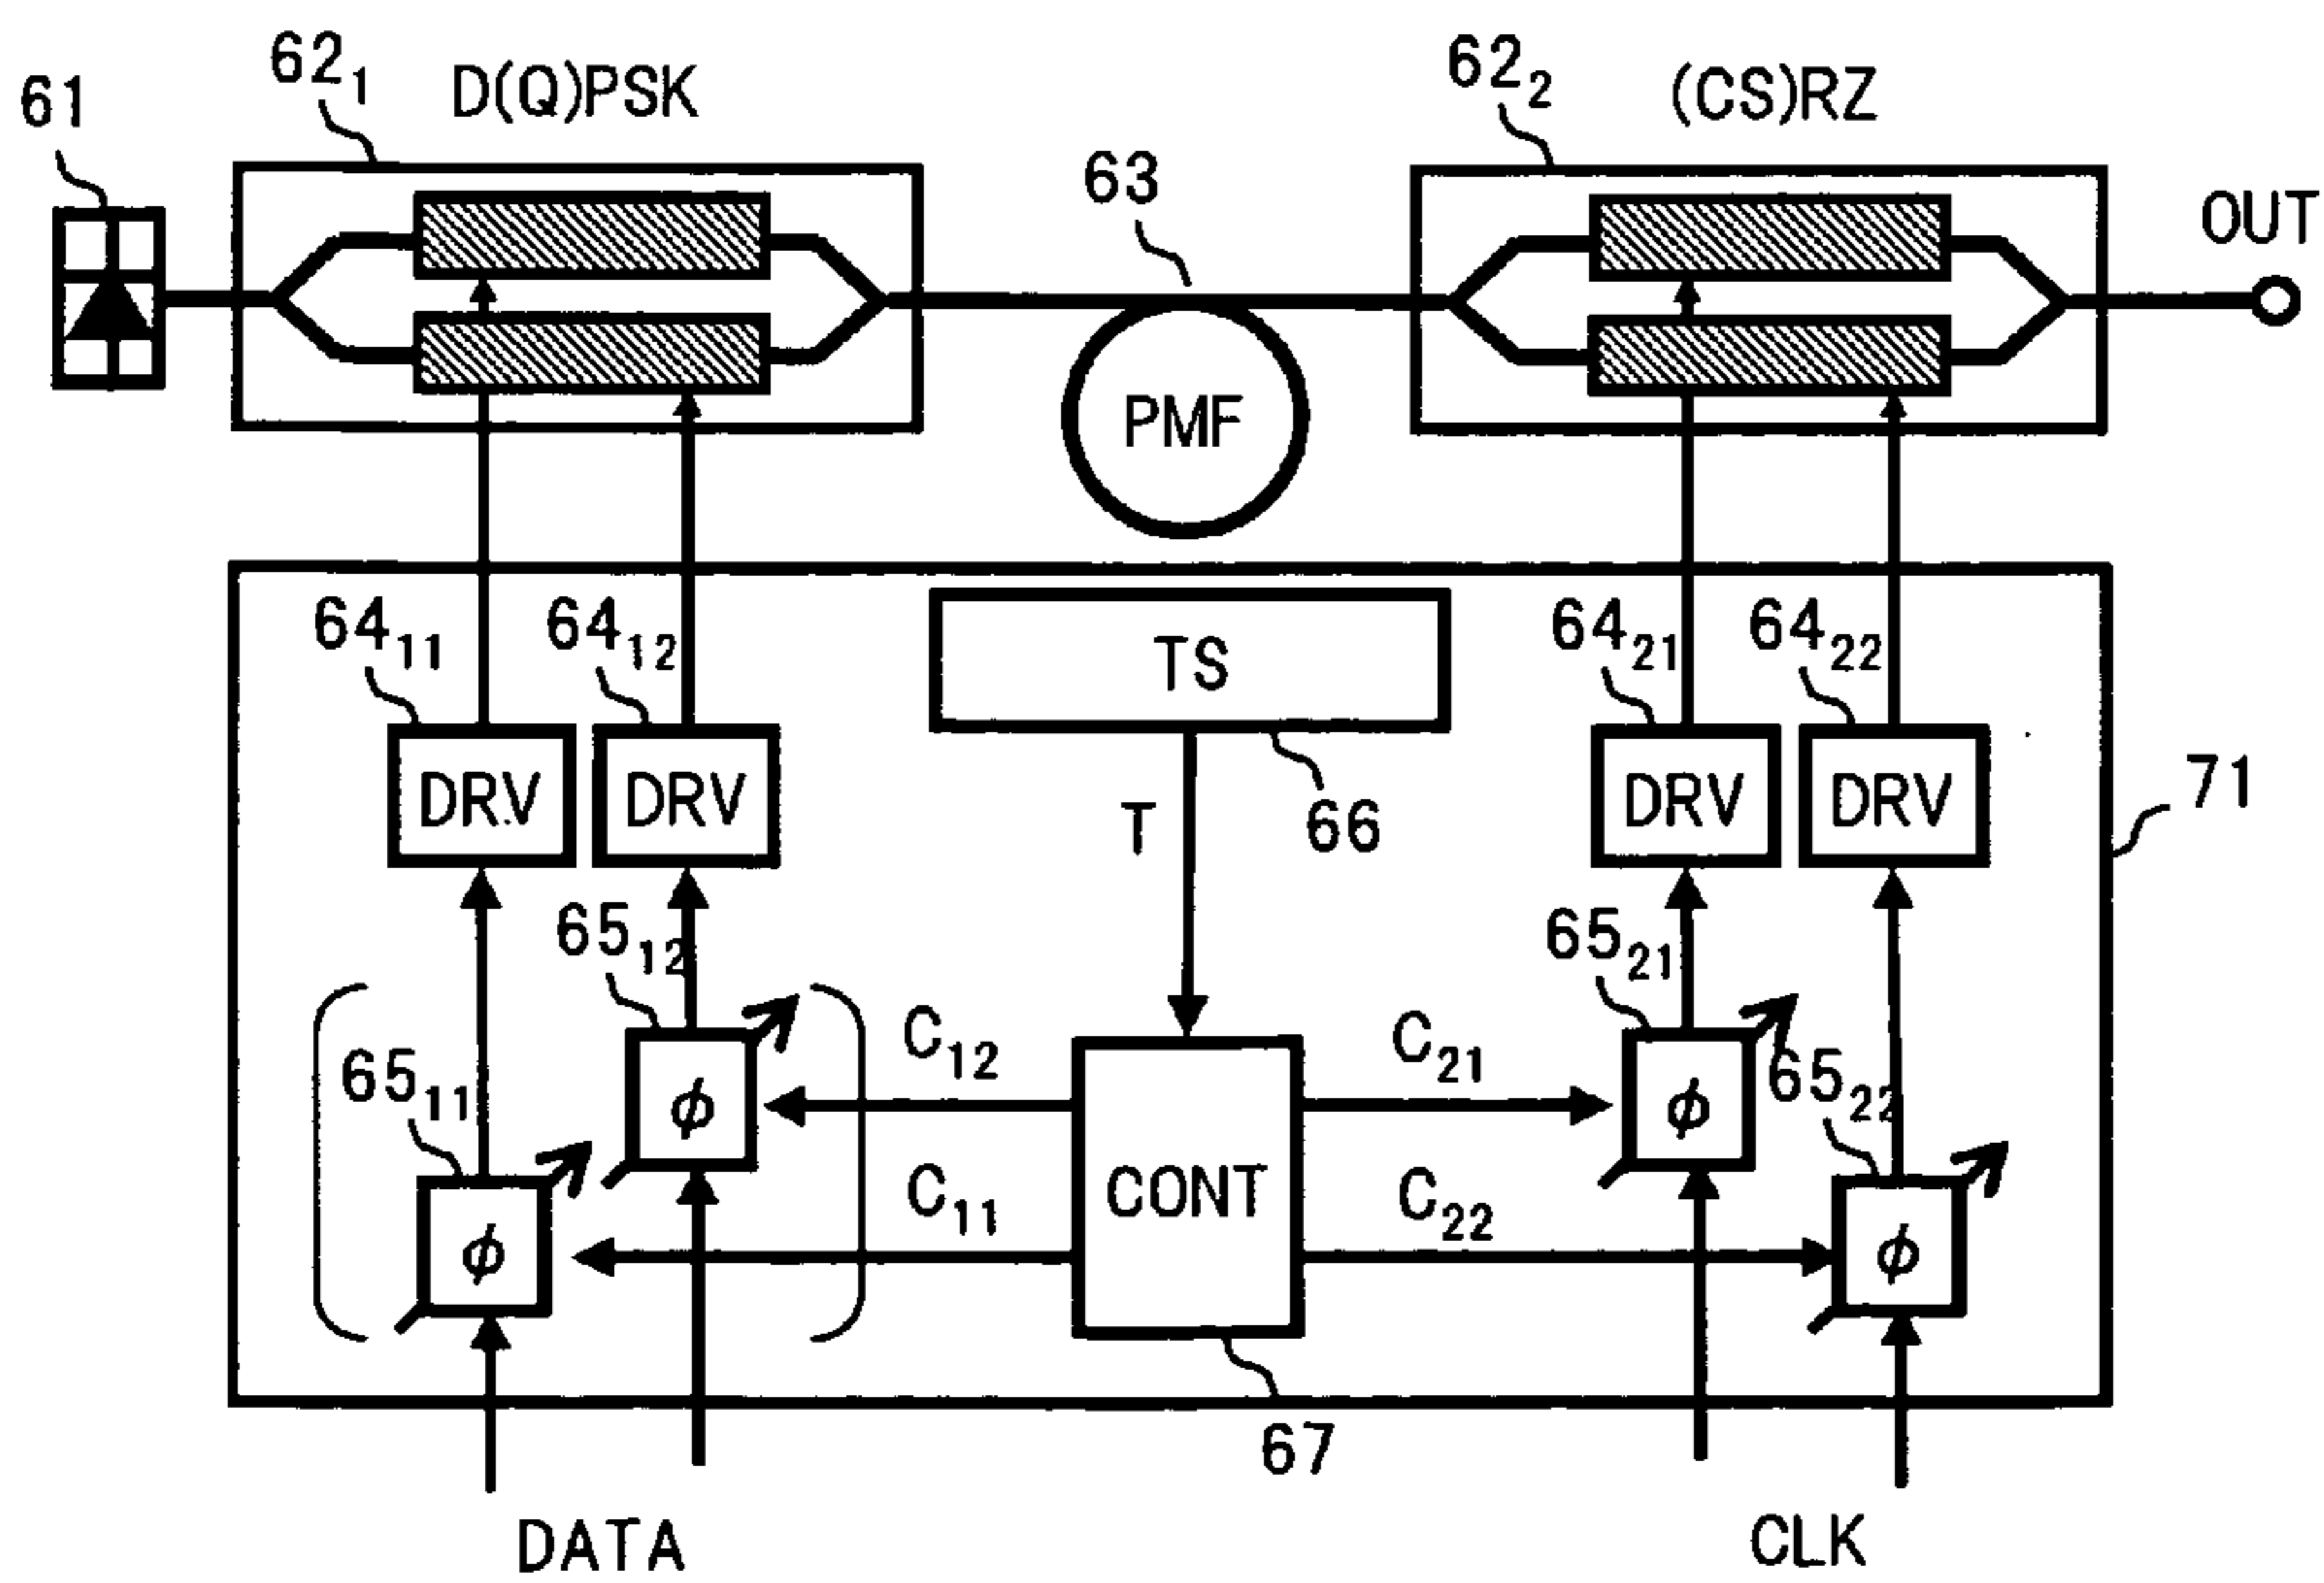 61
62₁
D(Q)PSK
63
62₂
(CS)RZ
OUT
PMF
64₁₁
64₁₂
TS
64₂₁
64₂₂
DRV
DRV
T
66
DRV
DRV
71
65₁₂
65₂₁
65₁₁
ϕ
C₁₂
C₂₁
ϕ
65₂₂
ϕ
C₁₁
CONT
C₂₂
ϕ
67
DATA
CLK